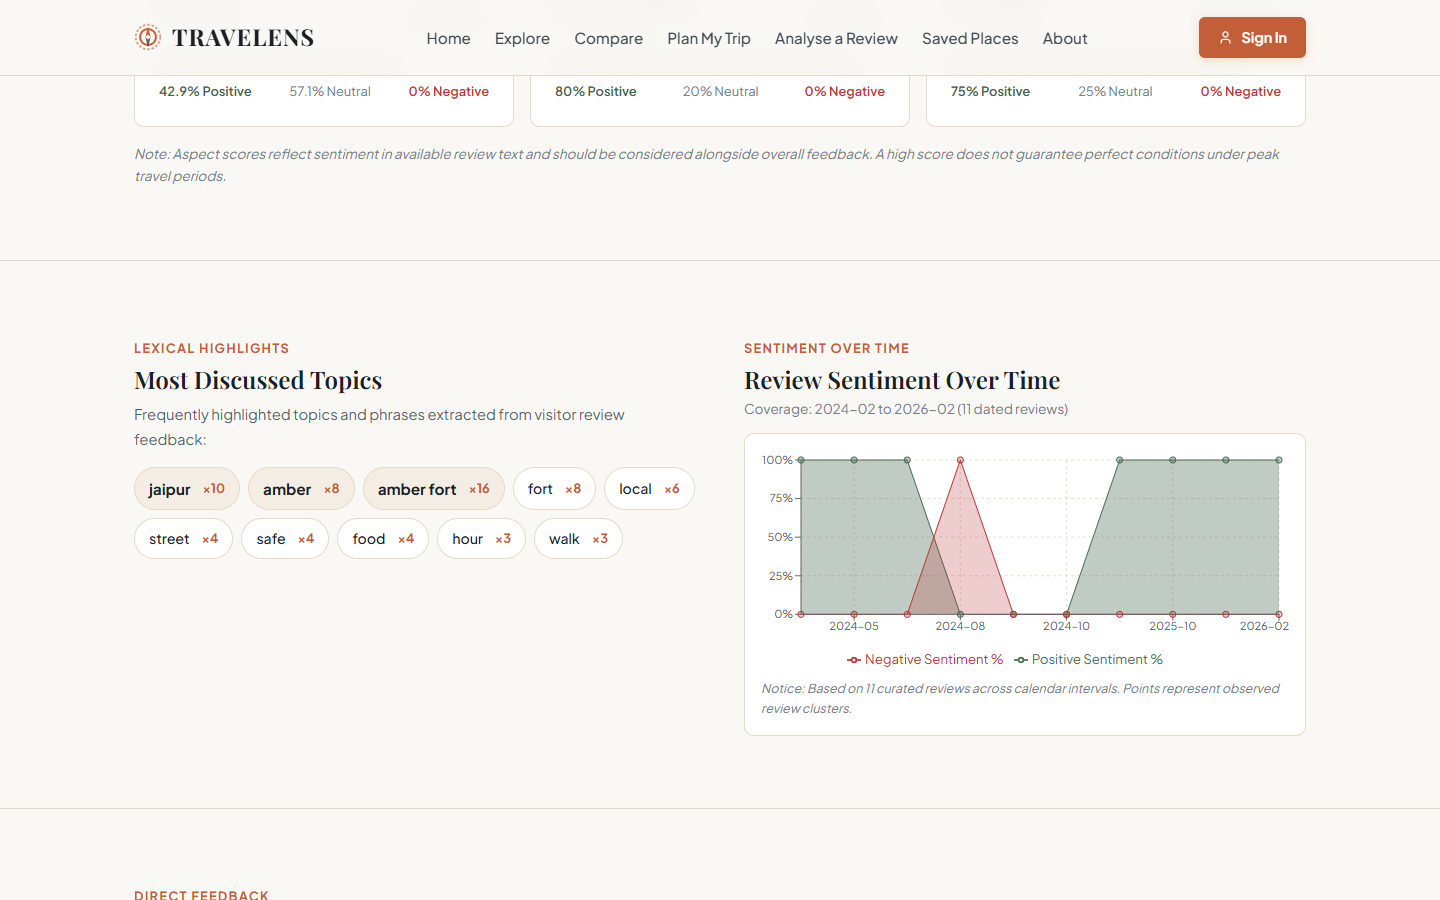 TRAVELENS
Home Explore Compare Plan My Trip Analyse a Review Saved Places About
Sign In
42.9% Positive 57.1% Neutral 0% Negative
80% Positive 20% Neutral 0% Negative
75% Positive 25% Neutral 0% Negative
Note: Aspect scores reflect sentiment in available review text and should be considered alongside overall feedback. A high score does not guarantee perfect conditions under peak
travel periods.
LEXICAL HIGHLIGHTS
Most Discussed Topics
Frequently highlighted topics and phrases extracted from visitor review
feedback:
jaipur ×10 amber ×8 amber fort ×16 fort ×8 local ×6
street ×4 safe ×4 food ×4 hour ×3 walk ×3
SENTIMENT OVER TIME
Review Sentiment Over Time
Coverage: 2024–02 to 2026–02 (11 dated reviews)
100%
75%
50%
25%
0%
2024–05 2024–08 2024–10 2025–10 2026–02
Negative Sentiment % Positive Sentiment %
Notice: Based on 11 curated reviews across calendar intervals. Points represent observed
review clusters.
DIRECT FEEDBACK